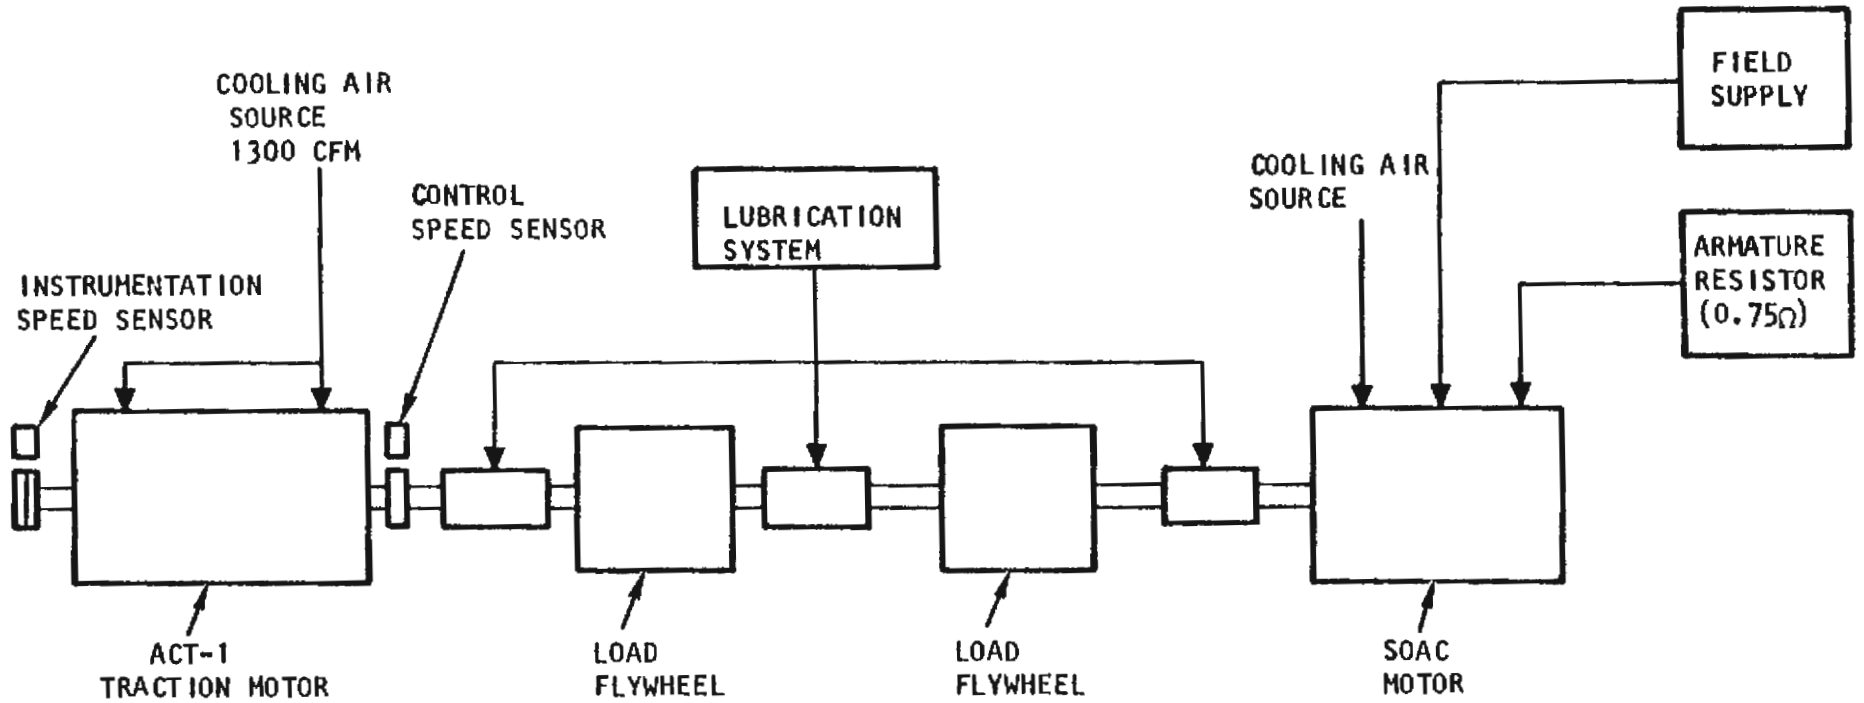 COOLING AIR
SOURCE
1300 CFM
INSTRUMENTATION
SPEED SENSOR
CONTROL
SPEED SENSOR
LUBRICATION
SYSTEM
COOLING AIR
SOURCE
FIELD
SUPPLY
ARMATURE
RESISTOR
(0.75Ω)
ACT-1
TRACTION MOTOR
LOAD
FLYWHEEL
LOAD
FLYWHEEL
SOAC
MOTOR